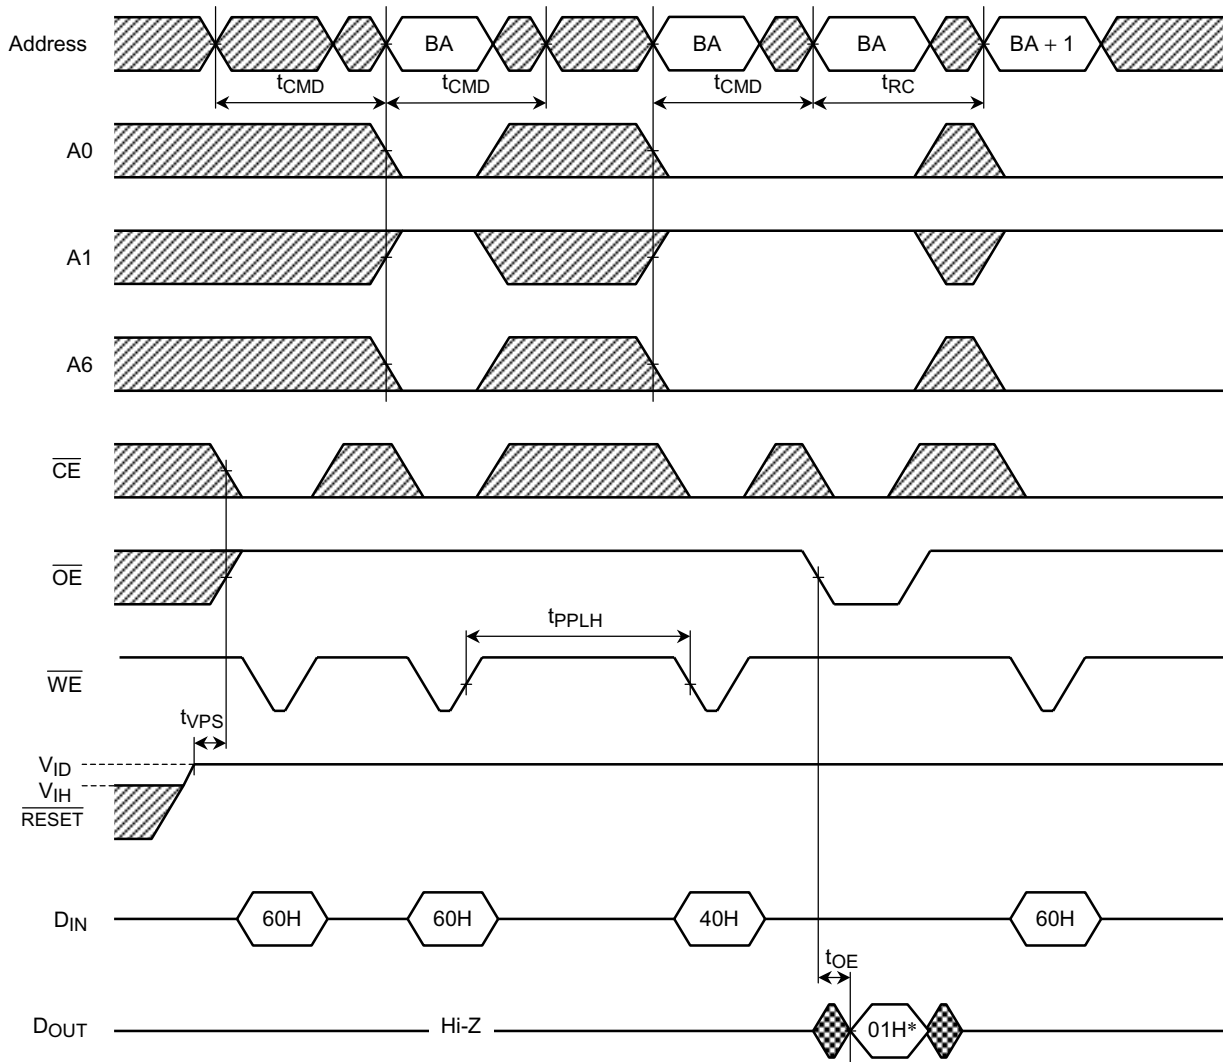 Address
BA
BA
BA
BA + 1
tCMD
tCMD
tCMD
tRC
A0
A1
A6
CE
OE
tPPLH
WE
tVPS
VID
VIH
RESET
DIN
60H
60H
40H
60H
tOE
DOUT
Hi-Z
01H*